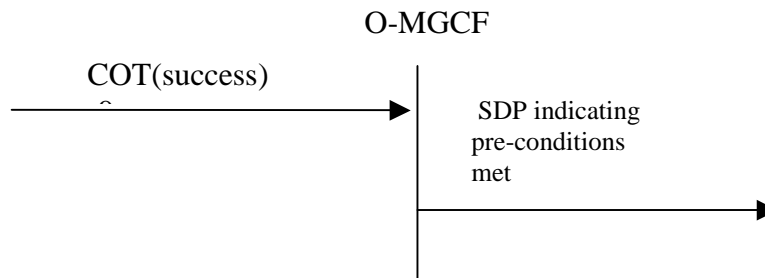 O-MGCF
COT(success)
SDP indicating
pre-conditions
met